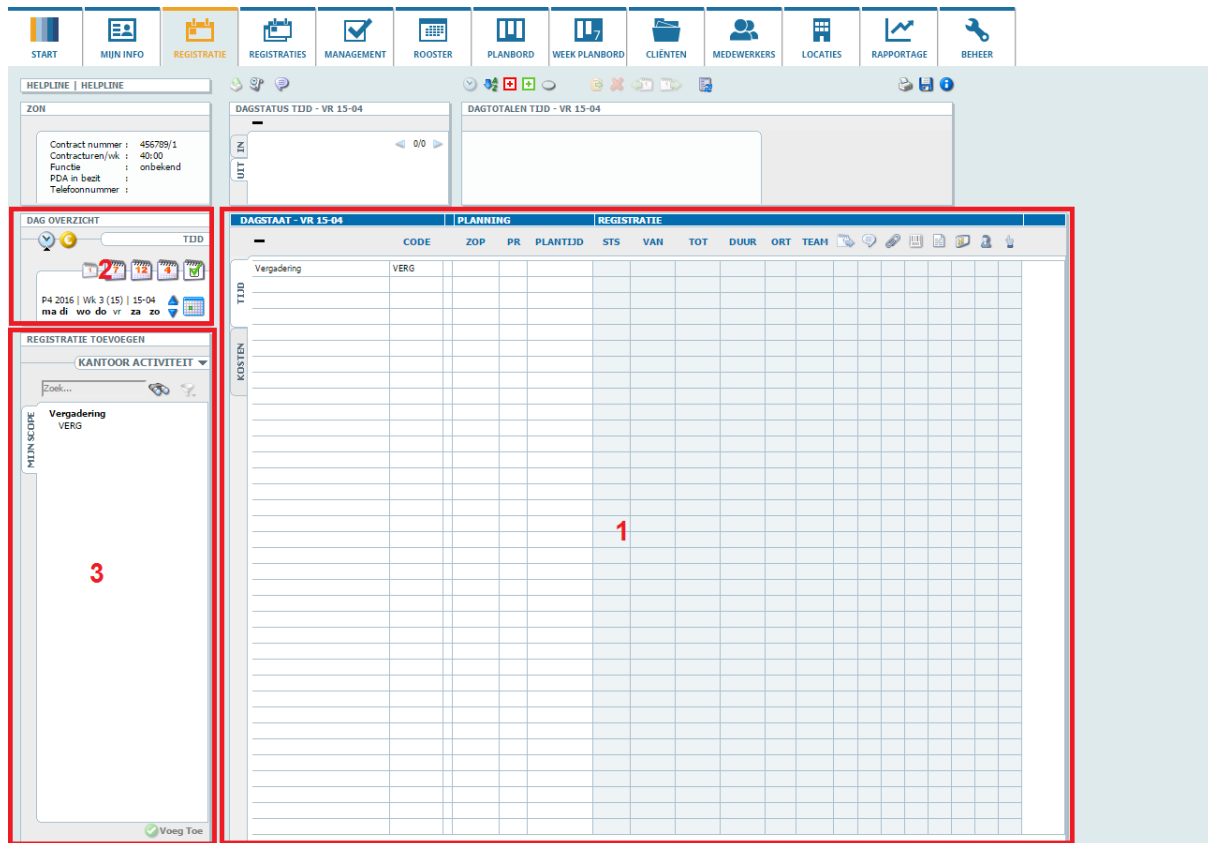 START MIJN INFO REGISTRATIE REGISTRATIES MANAGEMENT ROOSTER PLANBORD WEEK PLANBORD CLIËNTEN MEDEWERKERS LOCATIES RAPPORTAGE BEHEER
HELPLINE | HELPLINE
ZON
Contract nummer : 456789/1
Contracturen/wk : 40:00
Functie : onbekend
PDA in bezit :
Telefoonnummer :
DAGSTATUS TIJD - VR 15-04
IN
UIT
0/0
DAGTOTALEN TIJD - VR 15-04
DAG OVERZICHT
TIJD
1 7 12 4
2
P4 2016 | Wk 3 (15) | 15-04
ma di wo do vr za zo
REGISTRATIE TOEVOEGEN
KANTOOR ACTIVITEIT
Zoek...
MIJN SCOPE
Vergadering
VERG
3
Voeg Toe
DAGSTAAT - VR 15-04 PLANNING REGISTRATIE
CODE ZOP PR PLANTIJD STS VAN TOT DUUR ORT TEAM
TIJD
KOSTEN
Vergadering VERG
1